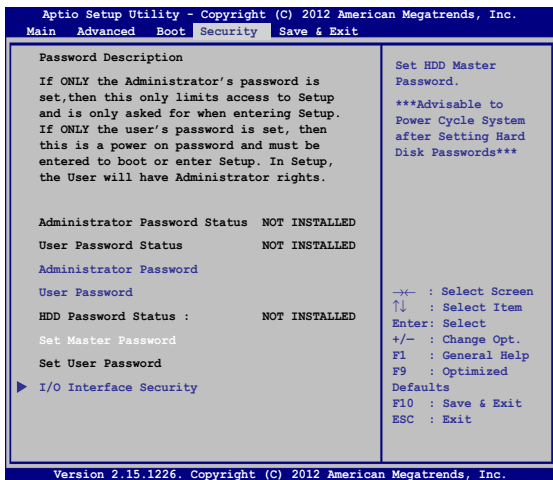 Aptio Setup Utility - Copyright (C) 2012 American Megatrends, Inc.
Main Advanced Boot Security Save & Exit
Password Description
If ONLY the Administrator's password is
set,then this only limits access to Setup
and is only asked for when entering Setup.
If ONLY the user's password is set, then
this is a power on password and must be
entered to boot or enter Setup. In Setup,
the User will have Administrator rights.
Administrator Password Status NOT INSTALLED
User Password Status NOT INSTALLED
Administrator Password
User Password
HDD Password Status : NOT INSTALLED
Set Master Password
Set User Password
I/O Interface Security
Set HDD Master
Password.
***Advisable to
Power Cycle System
after Setting Hard
Disk Passwords***
→← : Select Screen
↑↓ : Select Item
Enter: Select
+/— : Change Opt.
F1 : General Help
F9 : Optimized
Defaults
F10 : Save & Exit
ESC : Exit
Version 2.15.1226. Copyright (C) 2012 American Megatrends, Inc.